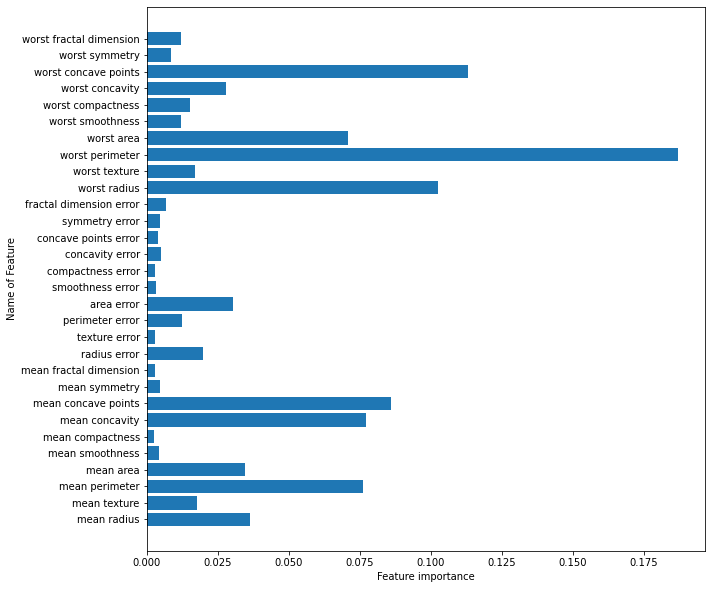 worst fractal dimension
worst symmetry
worst concave points
worst concavity
worst compactness
worst smoothness
worst area
worst perimeter
worst texture
worst radius
fractal dimension error
symmetry error
concave points error
concavity error
compactness error
smoothness error
area error
perimeter error
texture error
radius error
mean fractal dimension
mean symmetry
mean concave points
mean concavity
mean compactness
mean smoothness
mean area
mean perimeter
mean texture
mean radius
Name of Feature
0.000 0.025 0.050 0.075 0.100 0.125 0.150 0.175
Feature importance